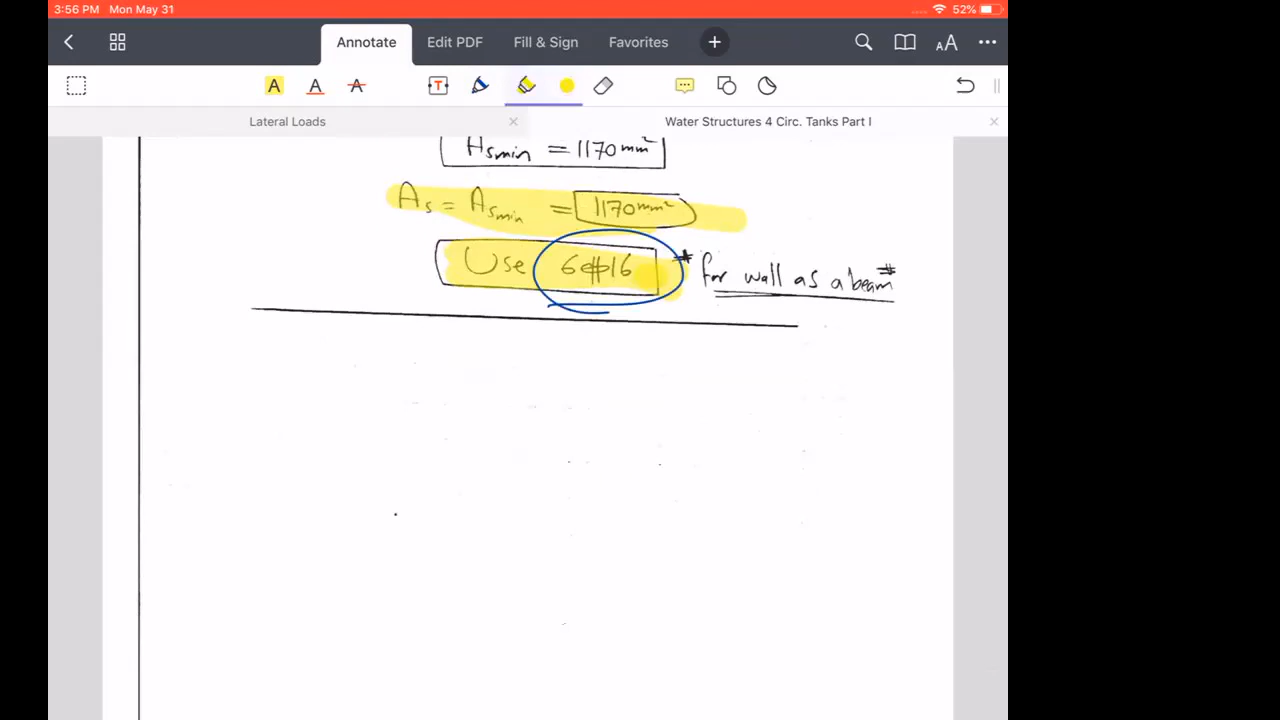 3:56 PM Mon May 31 52%
Annotate Edit PDF Fill & Sign Favorites
Lateral Loads Water Structures 4 Circ. Tanks Part I
Asmin = 1170 mm²
As = Asmin = 1170 mm²
Use 6ϕ16 * for wall as a beam *